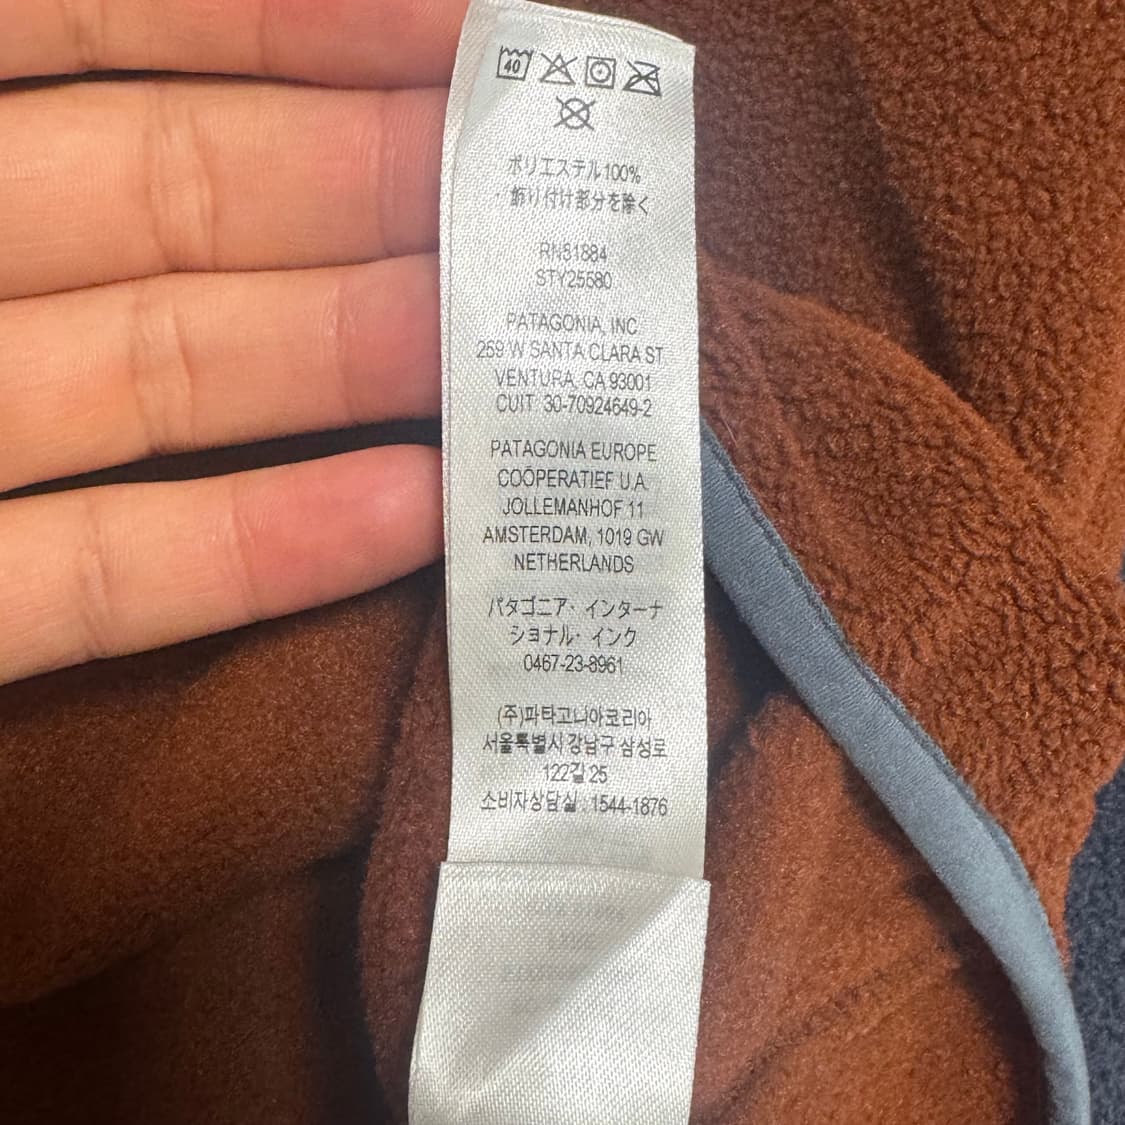 40
ポリエステル100%
飾り付け部分を除く
RN51884
STY25580
PATAGONIA, INC
259 W SANTA CLARA ST
VENTURA, CA 93001
CUIT. 30-70924649-2
PATAGONIA EUROPE
COÖPERATIEF U.A.
JOLLEMANHOF 11
AMSTERDAM, 1019 GW
NETHERLANDS
パタゴニア・インターナ
ショナル・インク
0467-23-8961
(주)파타고니아코리아
서울특별시 강남구 삼성로
122길 25
소비자상담실 : 1544-1876